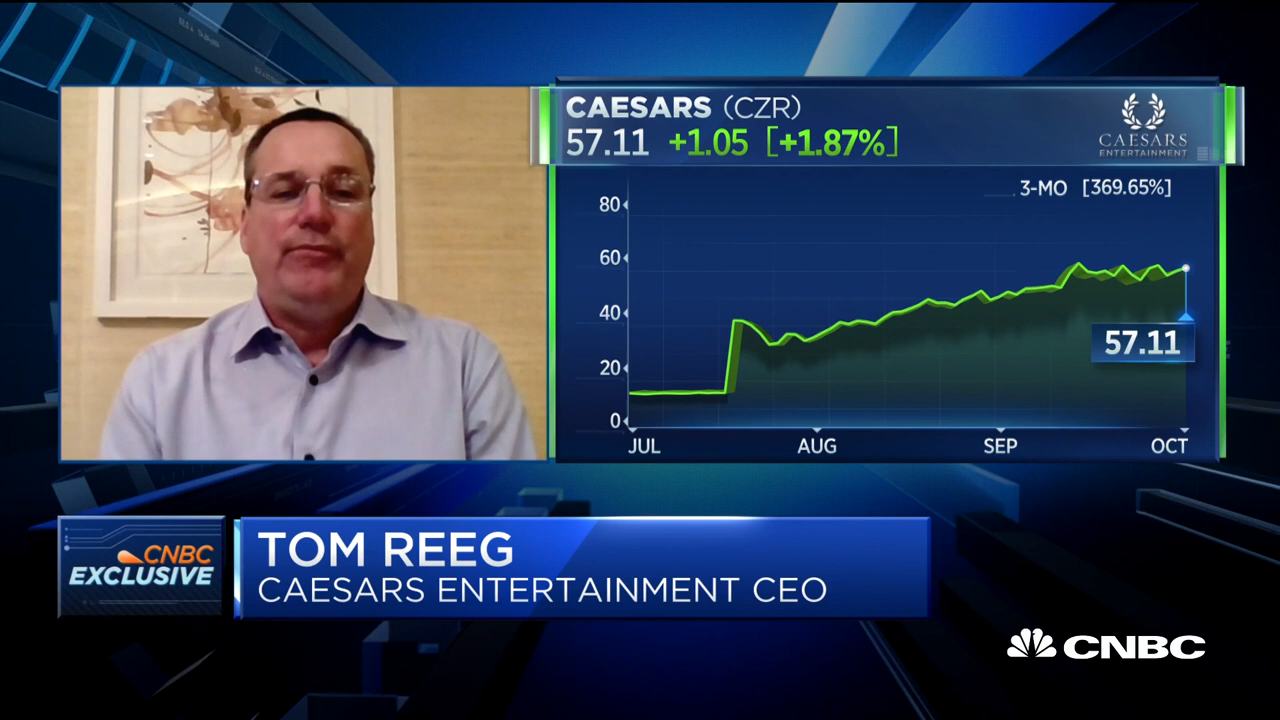 CAESARS (CZR)
57.11 +1.05 [+1.87%]
CAESARS
ENTERTAINMENT
3-MO [369.65%]
80
60
40
20
0
57.11
JUL AUG SEP OCT
CNBC
EXCLUSIVE
TOM REEG
CAESARS ENTERTAINMENT CEO
CNBC